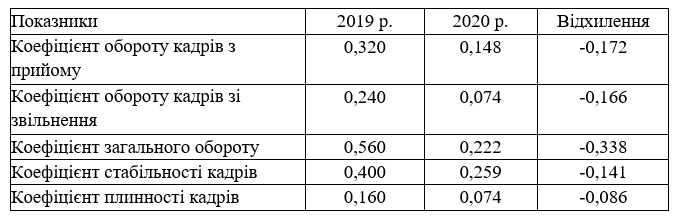 Показники 2019 р. 2020 р. Відхилення
Коефіцієнт обороту кадрів з
прийому 0,320 0,148 -0,172
Коефіцієнт обороту кадрів зі
звільнення 0,240 0,074 -0,166
Коефіцієнт загального обороту 0,560 0,222 -0,338
Коефіцієнт стабільності кадрів 0,400 0,259 -0,141
Коефіцієнт плинності кадрів 0,160 0,074 -0,086